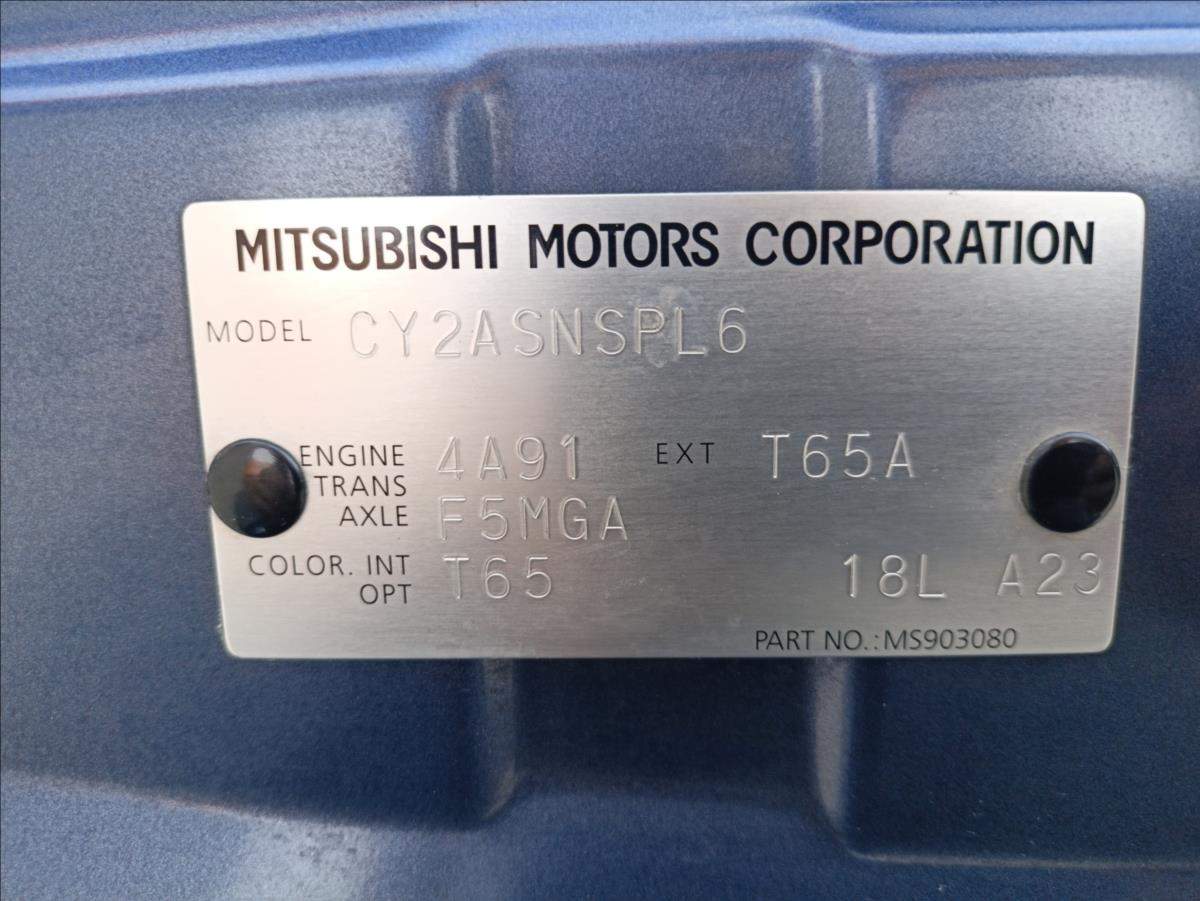 MITSUBISHI MOTORS CORPORATION
MODEL CY2ASNSPL6
ENGINE 4A91 EXT T65A
TRANS
AXLE F5MGA
COLOR. INT T65 18L A23
OPT
PART NO.:MS903080